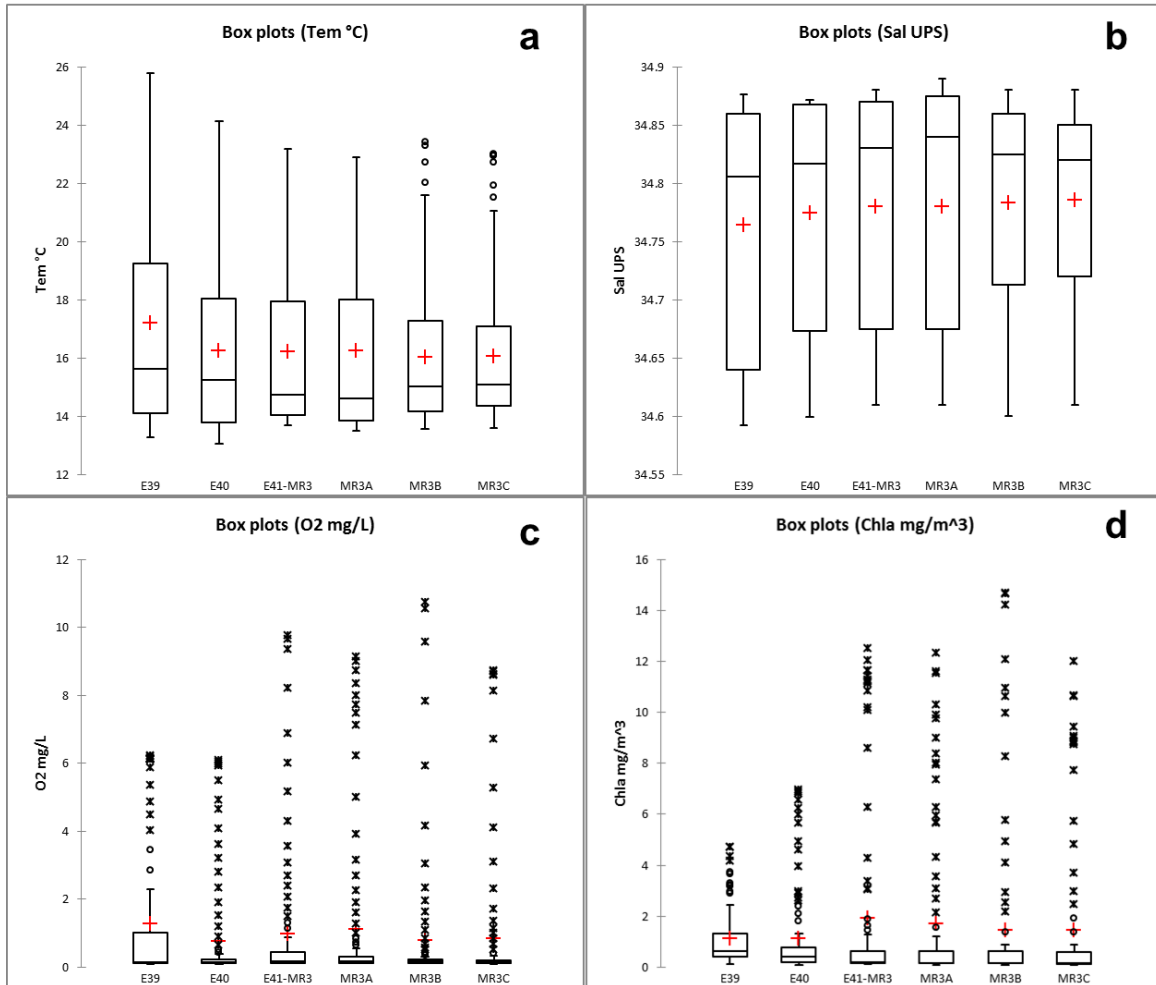 Box plots (Tem °C)
a
26
24
22
20
18
16
14
12
Tem °C
E39 E40 E41-MR3 MR3A MR3B MR3C
Box plots (Sal UPS)
b
34.9
34.85
34.8
34.75
34.7
34.65
34.6
34.55
Sal UPS
E39 E40 E41-MR3 MR3A MR3B MR3C
Box plots (O2 mg/L)
c
12
10
8
6
4
2
0
O2 mg/L
E39 E40 E41-MR3 MR3A MR3B MR3C
Box plots (Chla mg/m^3)
d
16
14
12
10
8
6
4
2
0
Chla mg/m^3
E39 E40 E41-MR3 MR3A MR3B MR3C